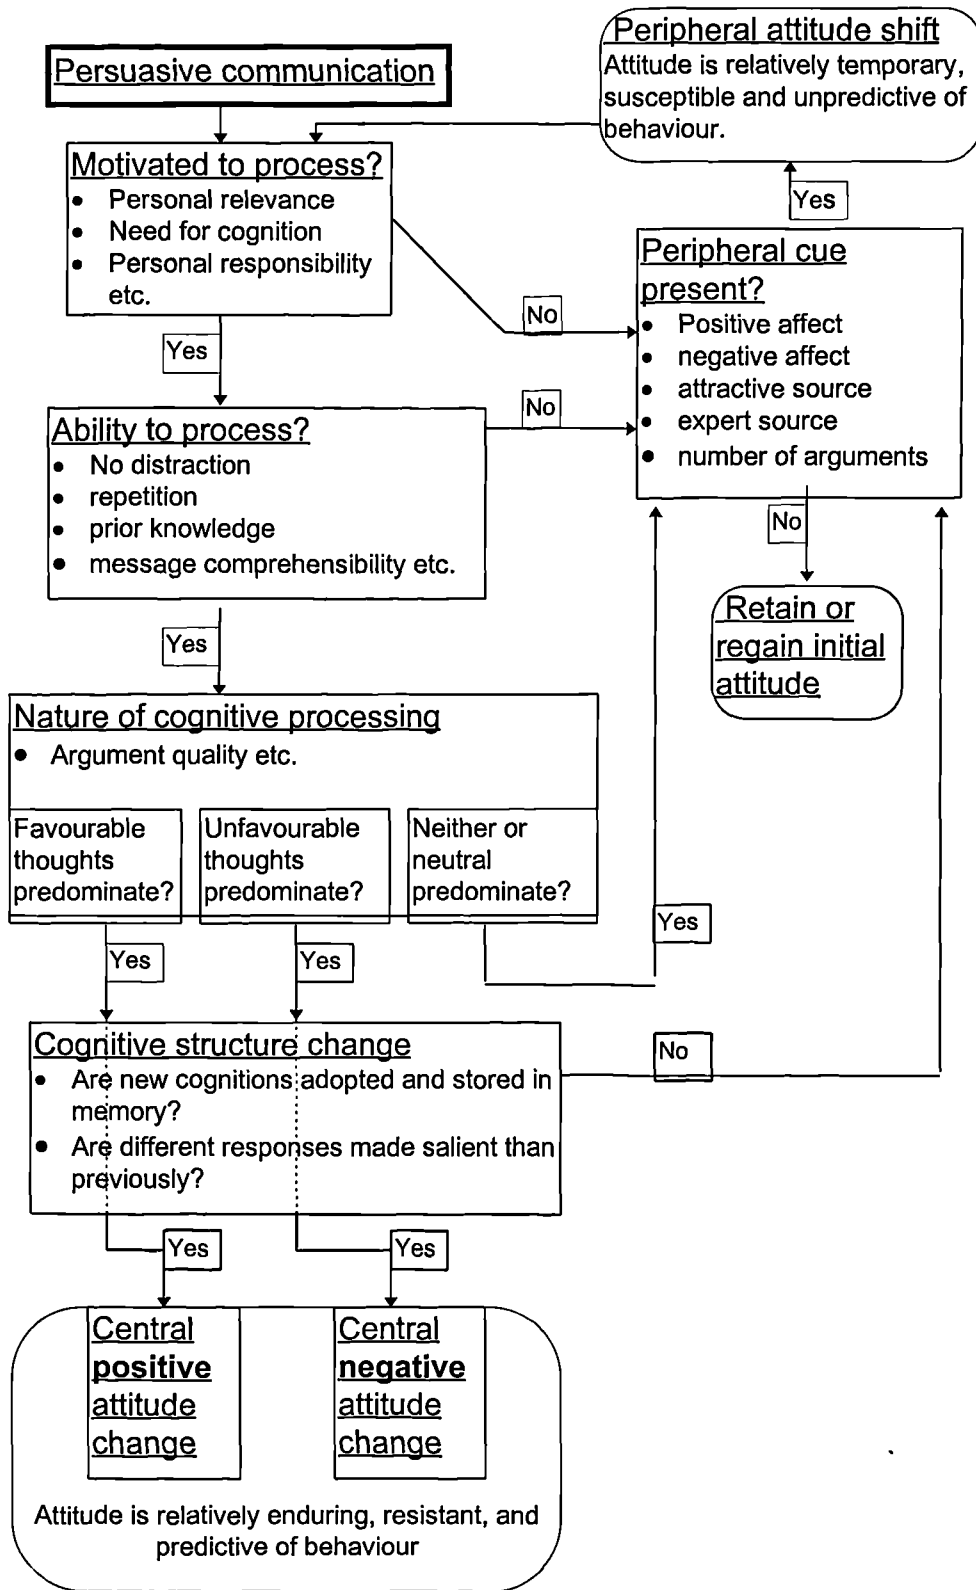 Persuasive communication
Peripheral attitude shift
Attitude is relatively temporary,
susceptible and unpredictive of
behaviour.
Motivated to process?
• Personal relevance
• Need for cognition
• Personal responsibility
etc.
Yes
No
Yes
Peripheral cue
present?
• Positive affect
• negative affect
• attractive source
• expert source
• number of arguments
Ability to process?
• No distraction
• repetition
• prior knowledge
• message comprehensibility etc.
No
No
Retain or
regain initial
attitude
Yes
Nature of cognitive processing
• Argument quality etc.
Favourable
thoughts
predominate?
Unfavourable
thoughts
predominate?
Neither or
neutral
predominate?
Yes
Yes
Yes
Cognitive structure change
• Are new cognitions adopted and stored in
memory?
• Are different responses made salient than
previously?
No
Yes
Yes
Central
positive
attitude
change
Central
negative
attitude
change
Attitude is relatively enduring, resistant, and
predictive of behaviour